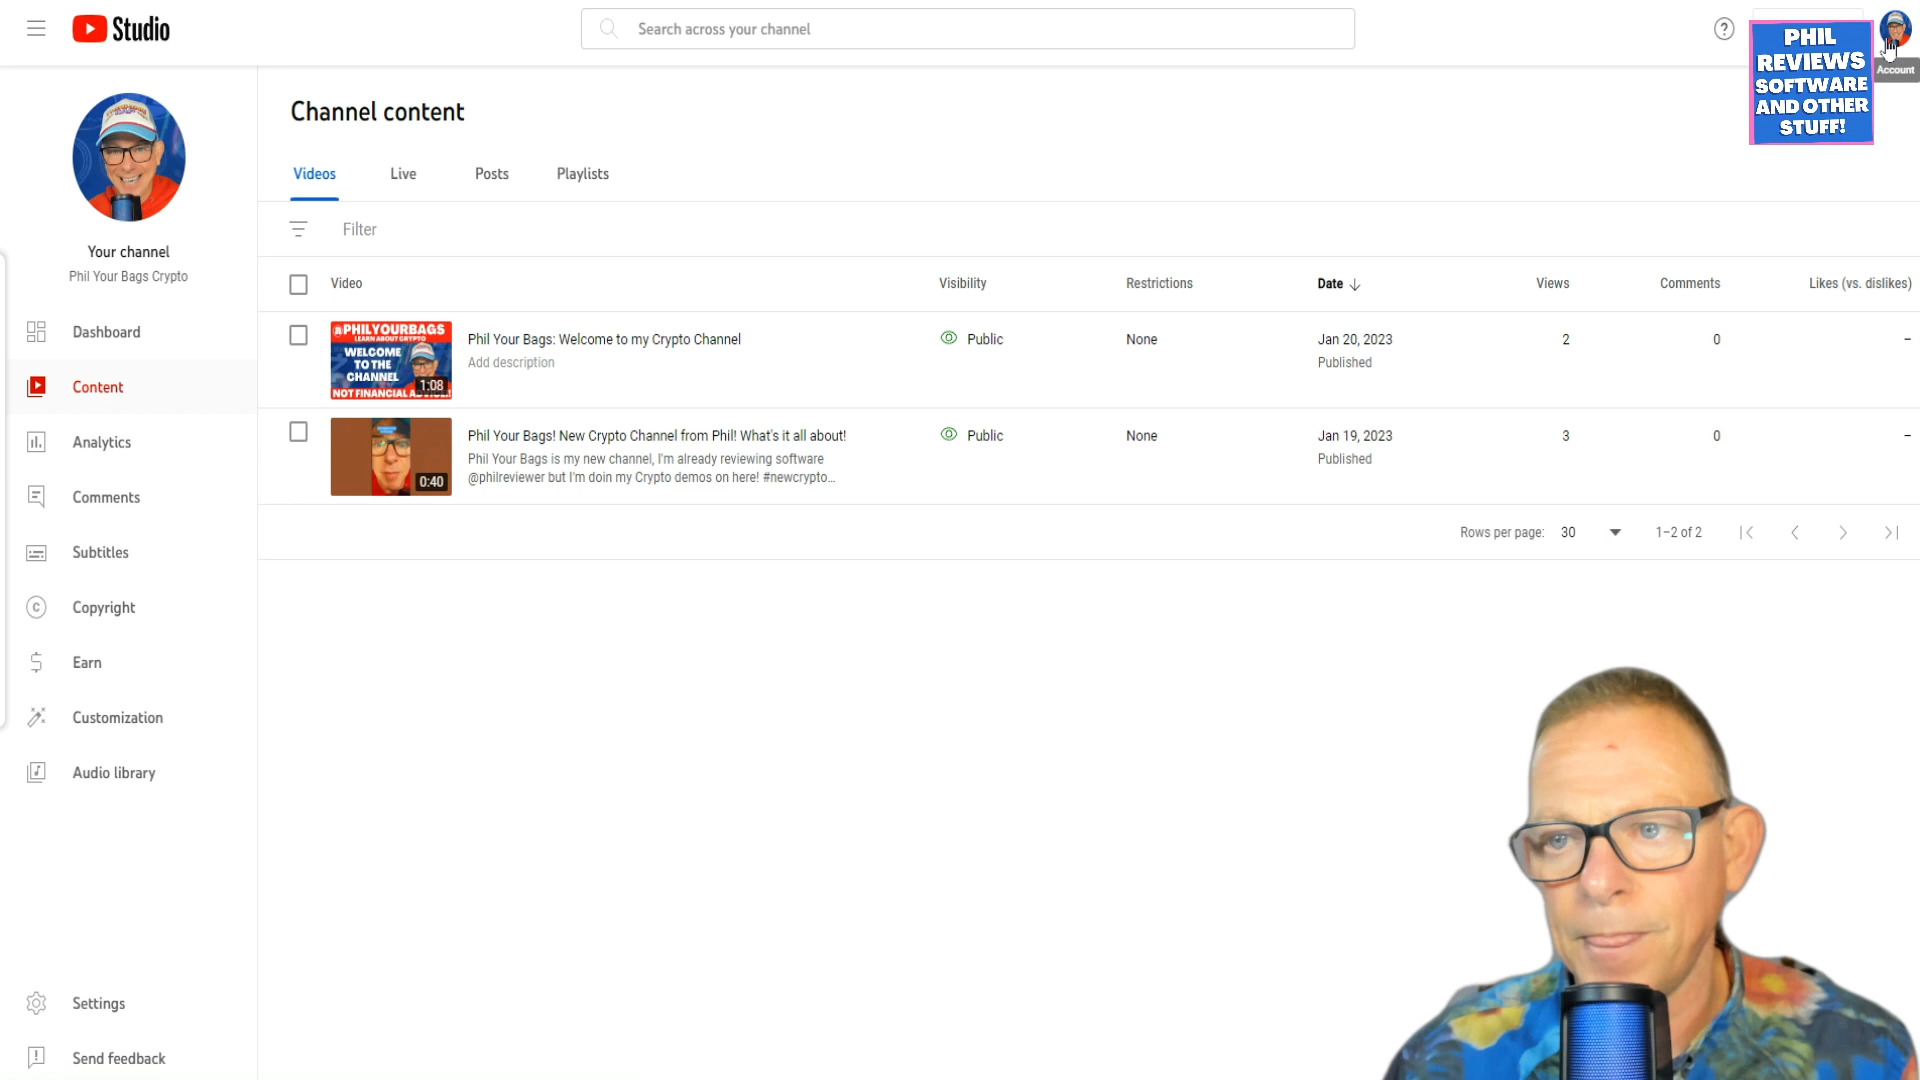 Studio
Search across your channel
?
Account
PHIL
REVIEWS
SOFTWARE
AND OTHER
STUFF!
Your channel
Phil Your Bags Crypto
Dashboard
Content
Analytics
Comments
Subtitles
Copyright
Earn
Customization
Audio library
Settings
Send feedback
Channel content
Videos Live Posts Playlists
Filter
Video Visibility Restrictions Date Views Comments Likes (vs. dislikes)
@PHILYOURBAGS
LEARN ABOUT CRYPTO
WELCOME
TO THE
CHANNEL
1:08
NOT FINANCIAL ADVICE!
Phil Your Bags: Welcome to my Crypto Channel Public None Jan 20, 2023 2 0 –
Add description Published
0:40
Phil Your Bags! New Crypto Channel from Phil! What's it all about! Public None Jan 19, 2023 3 0 –
Phil Your Bags is my new channel, I'm already reviewing software Published
@philreviewer but I'm doin my Crypto demos on here! #newcrypto...
Rows per page: 30 1–2 of 2